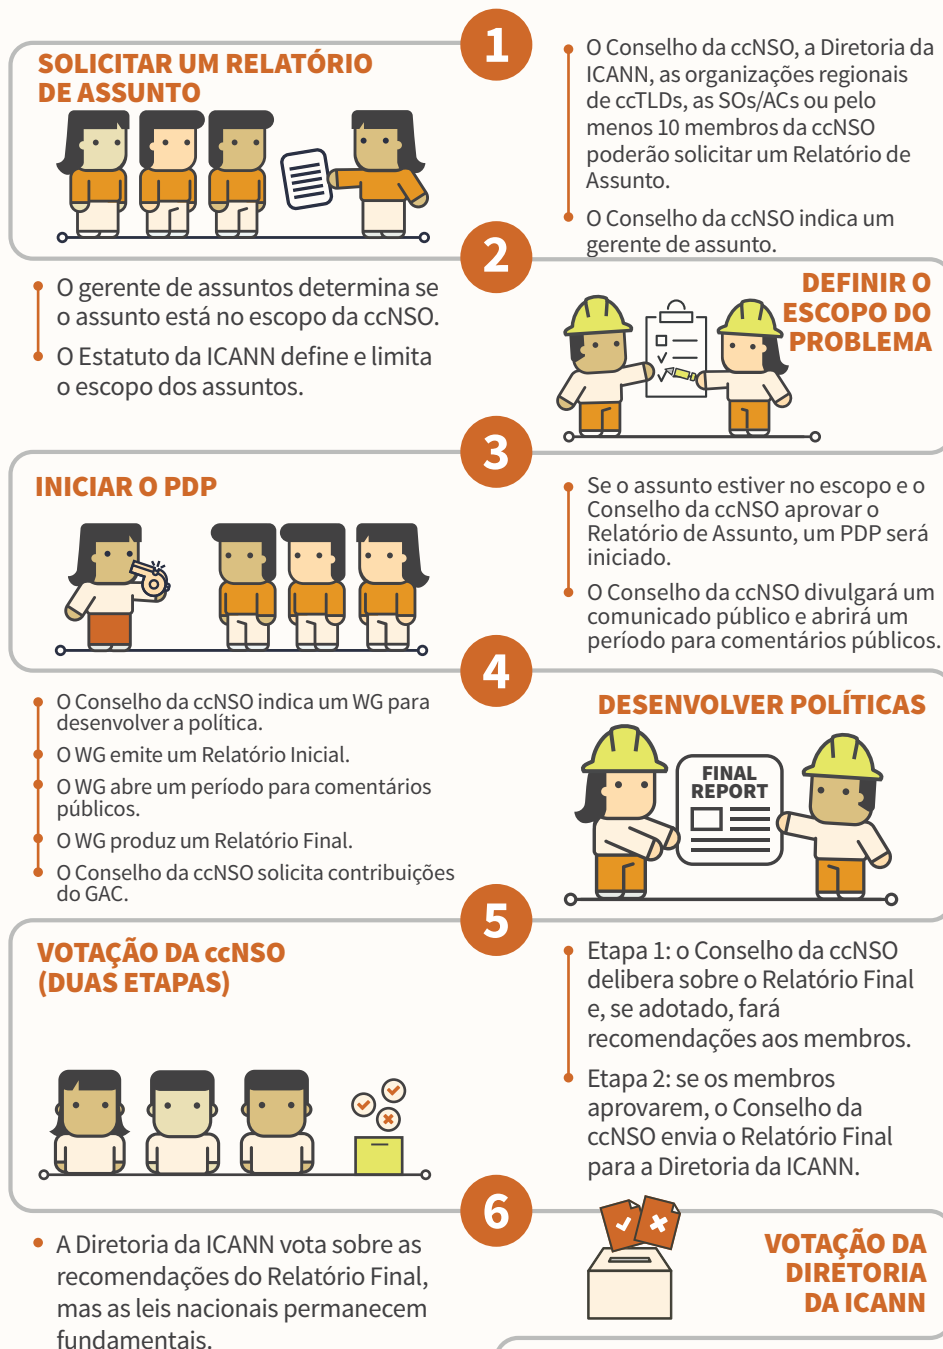 1
SOLICITAR UM RELATÓRIO
DE ASSUNTO
O Conselho da ccNSO, a Diretoria da
ICANN, as organizações regionais
de ccTLDs, as SOs/ACs ou pelo
menos 10 membros da ccNSO
poderão solicitar um Relatório de
Assunto.
O Conselho da ccNSO indica um
gerente de assunto.
2
DEFINIR O
ESCOPO DO
PROBLEMA
O gerente de assuntos determina se
o assunto está no escopo da ccNSO.
O Estatuto da ICANN define e limita
o escopo dos assuntos.
3
INICIAR O PDP
Se o assunto estiver no escopo e o
Conselho da ccNSO aprovar o
Relatório de Assunto, um PDP será
iniciado.
O Conselho da ccNSO divulgará um
comunicado público e abrirá um
período para comentários públicos.
4
DESENVOLVER POLÍTICAS
O Conselho da ccNSO indica um WG para
desenvolver a política.
O WG emite um Relatório Inicial.
O WG abre um período para comentários
públicos.
O WG produz um Relatório Final.
O Conselho da ccNSO solicita contribuições
do GAC.
FINAL
REPORT
5
VOTAÇÃO DA ccNSO
(DUAS ETAPAS)
Etapa 1: o Conselho da ccNSO
delibera sobre o Relatório Final
e, se adotado, fará
recomendações aos membros.
Etapa 2: se os membros
aprovarem, o Conselho da
ccNSO envia o Relatório Final
para a Diretoria da ICANN.
6
VOTAÇÃO DA
DIRETORIA
DA ICANN
A Diretoria da ICANN vota sobre as
recomendações do Relatório Final,
mas as leis nacionais permanecem
fundamentais.